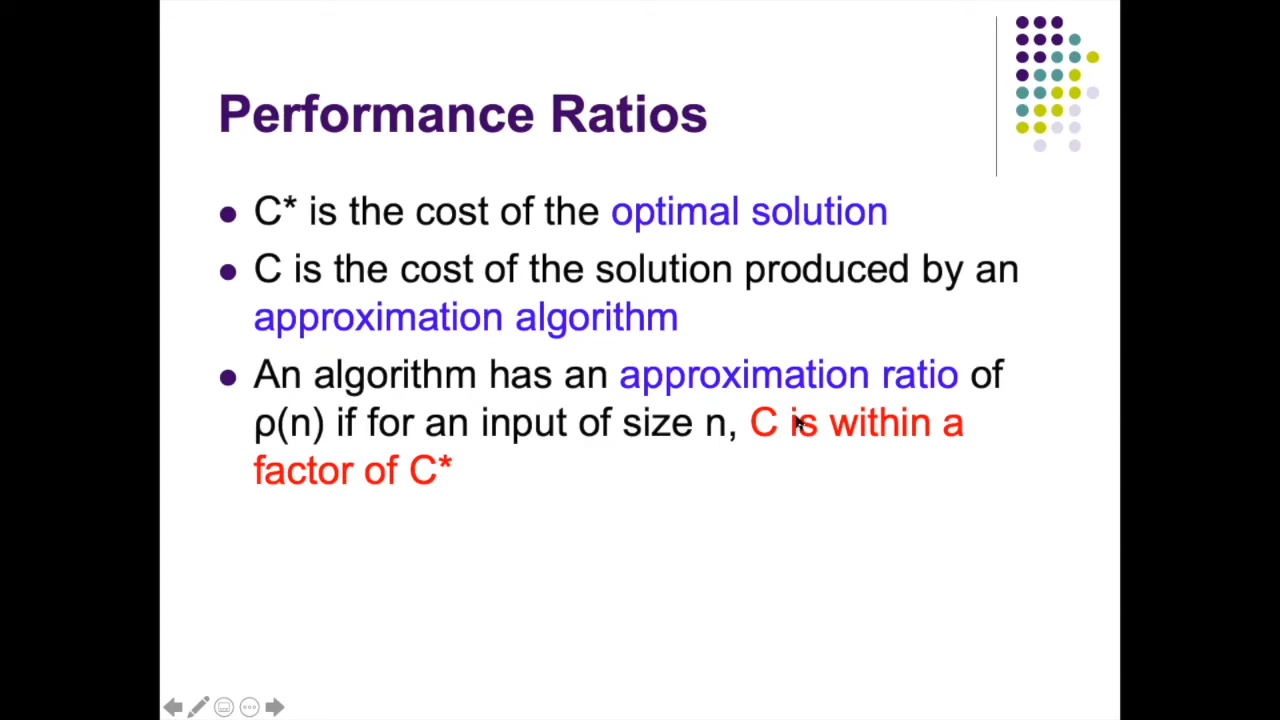 Performance Ratios
C* is the cost of the optimal solution
C is the cost of the solution produced by an
approximation algorithm
An algorithm has an approximation ratio of
ρ(n) if for an input of size n, C is within a
factor of C*